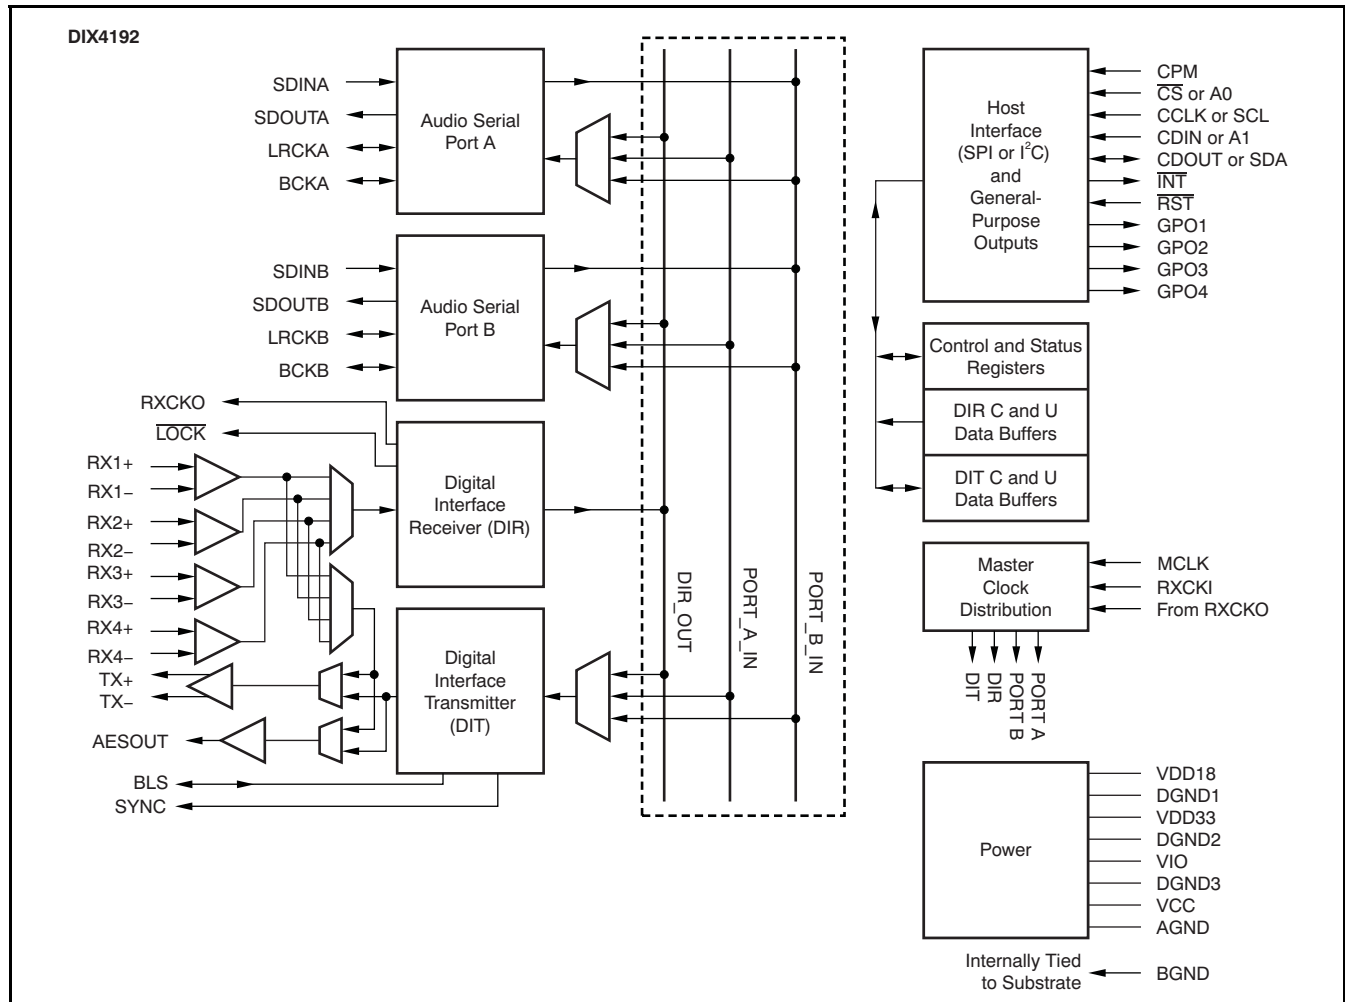 DIX4192
SDINA
SDOUTA
LRCKA
BCKA
Audio Serial
Port A
SDINB
SDOUTB
LRCKB
BCKB
Audio Serial
Port B
RXCKO
LOCK
RX1+
RX1−
RX2+
RX2−
RX3+
RX3−
RX4+
RX4−
TX+
TX−
AESOUT
BLS
SYNC
Digital
Interface
Receiver (DIR)
Digital
Interface
Transmitter
(DIT)
DIR_OUT
PORT_A_IN
PORT_B_IN
Host
Interface
(SPI or I²C)
and
General-
Purpose
Outputs
CPM
CS or A0
CCLK or SCL
CDIN or A1
CDOUT or SDA
INT
RST
GPO1
GPO2
GPO3
GPO4
Control and Status
Registers
DIR C and U
Data Buffers
DIT C and U
Data Buffers
Master
Clock
Distribution
MCLK
RXCKI
From RXCKO
DIT
DIR
PORT B
PORT A
Power
VDD18
DGND1
VDD33
DGND2
VIO
DGND3
VCC
AGND
Internally Tied
to Substrate
BGND